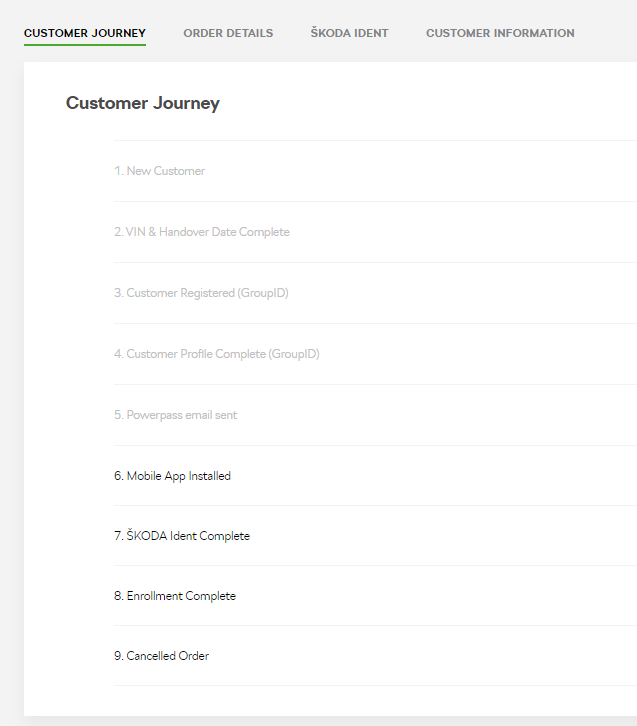 CUSTOMER JOURNEY ORDER DETAILS ŠKODA IDENT CUSTOMER INFORMATION
Customer Journey
1. New Customer
2. VIN & Handover Date Complete
3. Customer Registered (GroupID)
4. Customer Profile Complete (GroupID)
5. Powerpass email sent
6. Mobile App Installed
7. ŠKODA Ident Complete
8. Enrollment Complete
9. Cancelled Order